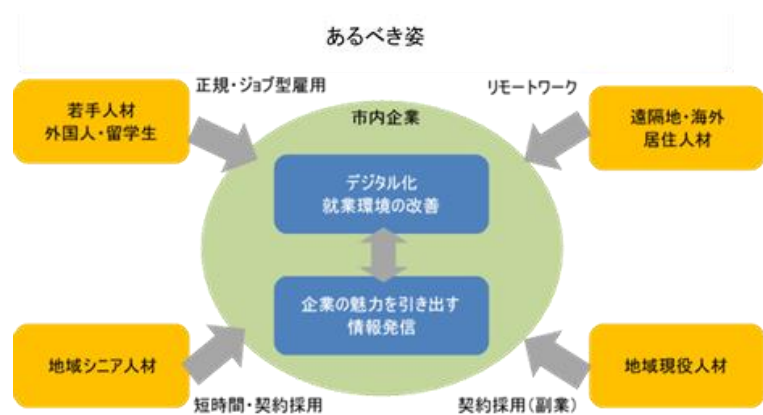 あるべき姿
正規・ジョブ型雇用
リモートワーク
若手人材
外国人・留学生
市内企業
遠隔地・海外
居住人材
デジタル化
就業環境の改善
企業の魅力を引き出す
情報発信
地域シニア人材
地域現役人材
短時間・契約採用
契約採用(副業)